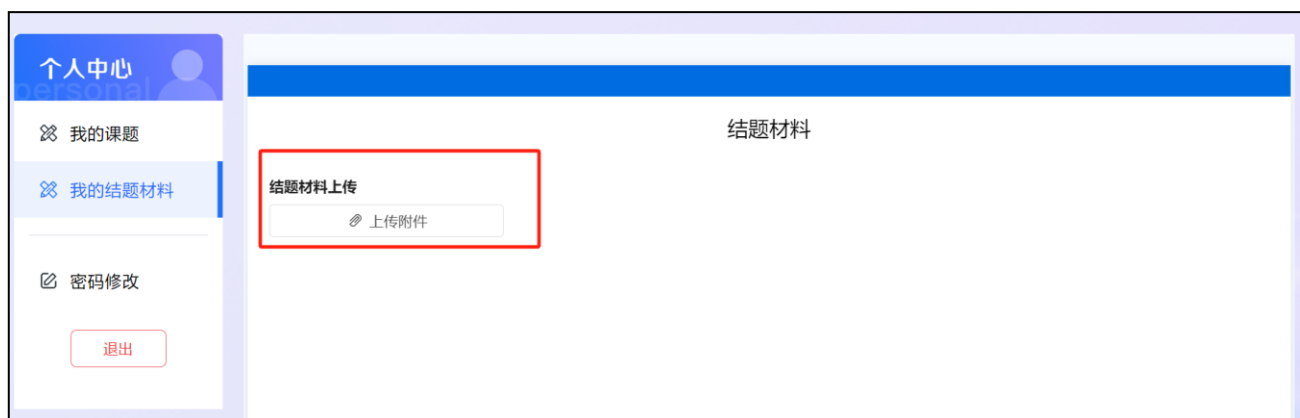 个人中心
personal
我的课题
我的结题材料
密码修改
退出
结题材料
结题材料上传
上传附件